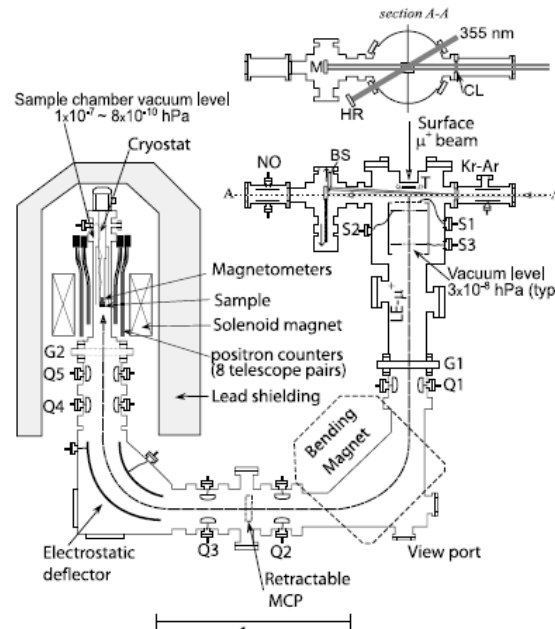 section A-A
355 nm
M
HR
CL
Sample chamber vacuum level
1x10-7 ~ 8x10-10 hPa
Cryostat
Surface
μ+ beam
NO
BS
T
Kr-Ar
A
S1
S2
S3
Magnetometers
Sample
Solenoid magnet
positron counters
(8 telescope pairs)
Lead shielding
Vacuum level
3x10-8 hPa (typ
LE-μ+
G2
G1
Q5
Q1
Q4
Bending
Magnet
Electrostatic
deflector
Q3
Q2
View port
Retractable
MCP